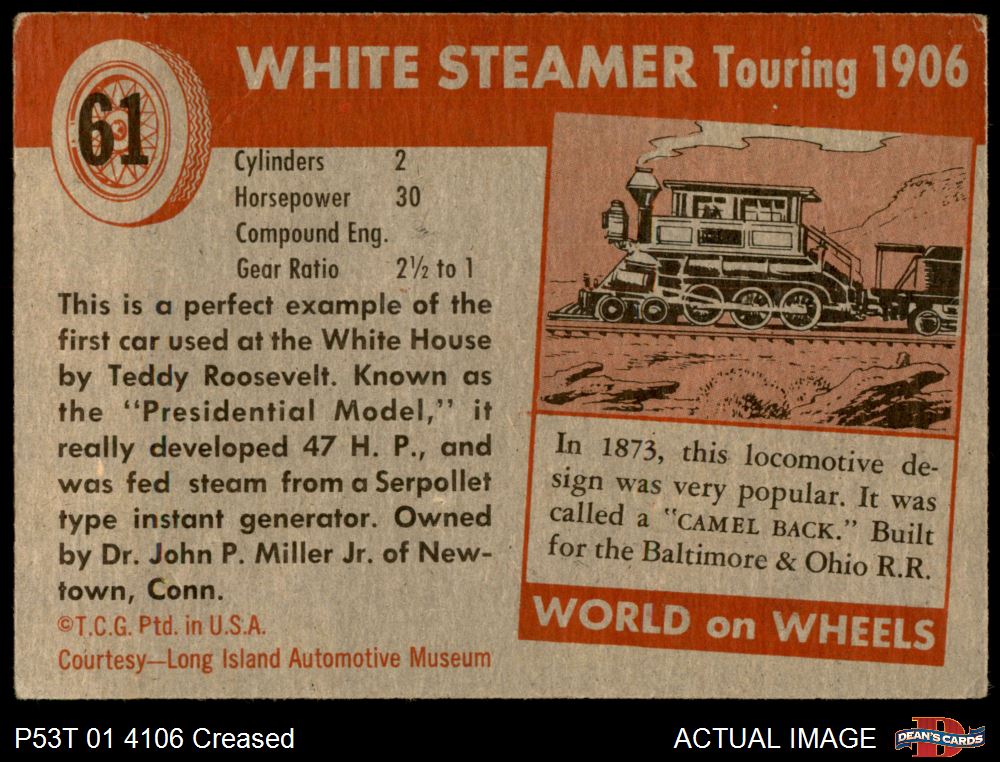 61
WHITE STEAMER Touring 1906
Cylinders 2
Horsepower 30
Compound Eng.
Gear Ratio 2½ to 1
This is a perfect example of the
first car used at the White House
by Teddy Roosevelt. Known as
the "Presidential Model," it
really developed 47 H. P., and
was fed steam from a Serpollet
type instant generator. Owned
by Dr. John P. Miller Jr. of New-
town, Conn.
©T.C.G. Ptd. in U.S.A.
Courtesy—Long Island Automotive Museum
In 1873, this locomotive de-
sign was very popular. It was
called a "CAMEL BACK." Built
for the Baltimore & Ohio R.R.
WORLD on WHEELS
P53T 01 4106 Creased
ACTUAL IMAGE
DEAN'S CARDS